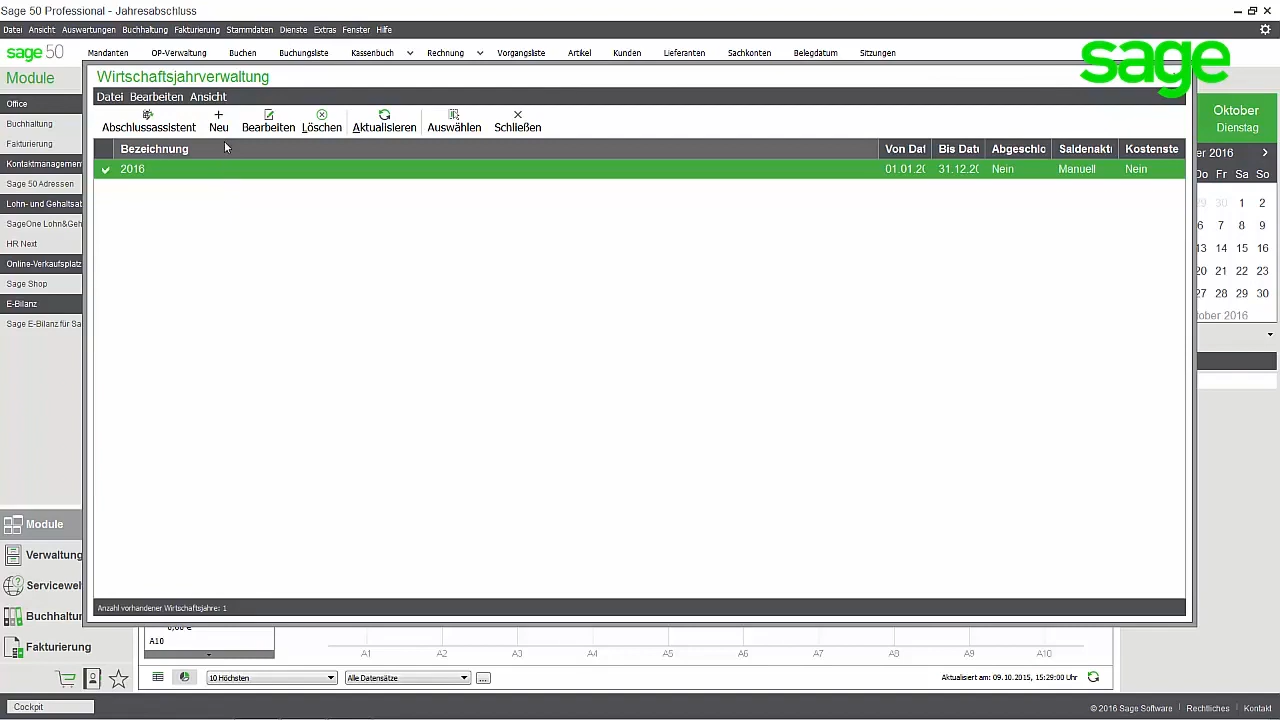 Sage 50 Professional - Jahresabschluss
Datei Ansicht Auswertungen Buchhaltung Fakturierung Stammdaten Dienste Extras Fenster Hilfe
sage 50 Mandanten OP-Verwaltung Buchen Buchungsliste Kassenbuch Rechnung Vorgangsliste Artikel Kunden Lieferanten Sachkonten Belegdatum Sitzungen
sage
Module
Office
Buchhaltung
Fakturierung
Kontaktmanagemen
Sage 50 Adressen
Lohn- und Gehaltsat
SageOne Lohn&Geh
HR Next
Online-Verkaufsplatz
Sage Shop
E-Bilanz
Sage E-Bilanz für Sa
Module
Verwaltung
Servicewel
Buchhaltun
Fakturierung
Cockpit
Wirtschaftsjahrverwaltung
Datei Bearbeiten Ansicht
Abschlussassistent Neu Bearbeiten Löschen Aktualisieren Auswählen Schließen
Bezeichnung Von Dat Bis Datu Abgeschlo Saldenakt Kostenste
2016 01.01.20 31.12.20 Nein Manuell Nein
Anzahl vorhandener Wirtschaftsjahre: 1
Oktober
Dienstag
er 2016
Do Fr Sa So
29 30 1 2
6 7 8 9
13 14 15 16
20 21 22 23
27 28 29 30
tober 2016
0,00 €
A10
A1 A2 A3 A4 A5 A6 A7 A8 A9 A10
10 Höchsten Alle Datensätze ... Aktualisiert am: 09.10.2015, 15:29:00 Uhr
© 2016 Sage Software Rechtliches Kontakt